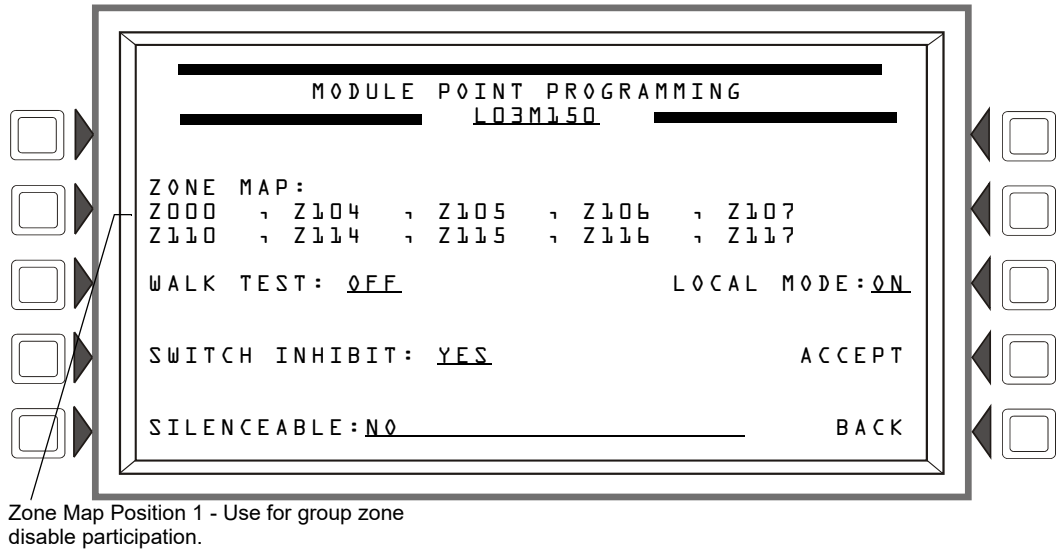 MODULE POINT PROGRAMMING
L03M150
ZONE MAP:
Z000 , Z104 , Z105 , Z106 , Z107
Z110 , Z114 , Z115 , Z116 , Z117
WALK TEST: OFF LOCAL MODE:ON
SWITCH INHIBIT: YES ACCEPT
SILENCEABLE:NO BACK
Zone Map Position 1 - Use for group zone
disable participation.